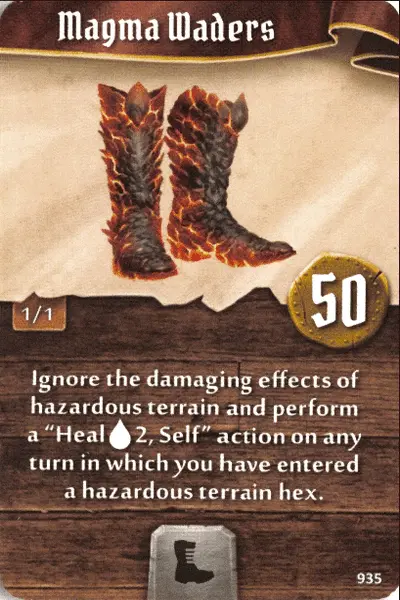 Magma Waders
50
1/1
Ignore the damaging effects of
hazardous terrain and perform
a “Heal 2, Self” action on any
turn in which you have entered
a hazardous terrain hex.
935